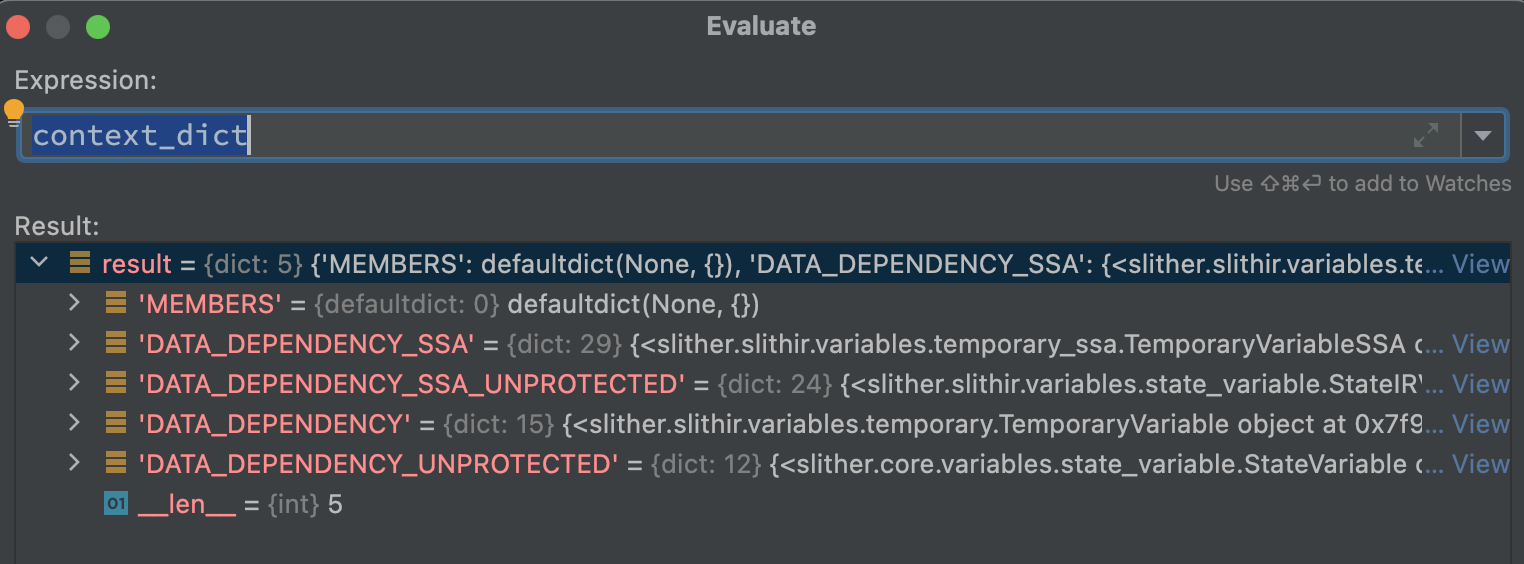 Evaluate
Expression:
context_dict
Use ⇧⌘⏎ to add to Watches
Result:
result = {dict: 5} {'MEMBERS': defaultdict(None, {}), 'DATA_DEPENDENCY_SSA': {<slither.slithir.variables.te... View
'MEMBERS' = {defaultdict: 0} defaultdict(None, {})
'DATA_DEPENDENCY_SSA' = {dict: 29} {<slither.slithir.variables.temporary_ssa.TemporaryVariableSSA c... View
'DATA_DEPENDENCY_SSA_UNPROTECTED' = {dict: 24} {<slither.slithir.variables.state_variable.StateIRV... View
'DATA_DEPENDENCY' = {dict: 15} {<slither.slithir.variables.temporary.TemporaryVariable object at 0x7f9... View
'DATA_DEPENDENCY_UNPROTECTED' = {dict: 12} {<slither.core.variables.state_variable.StateVariable c... View
01 __len__ = {int} 5